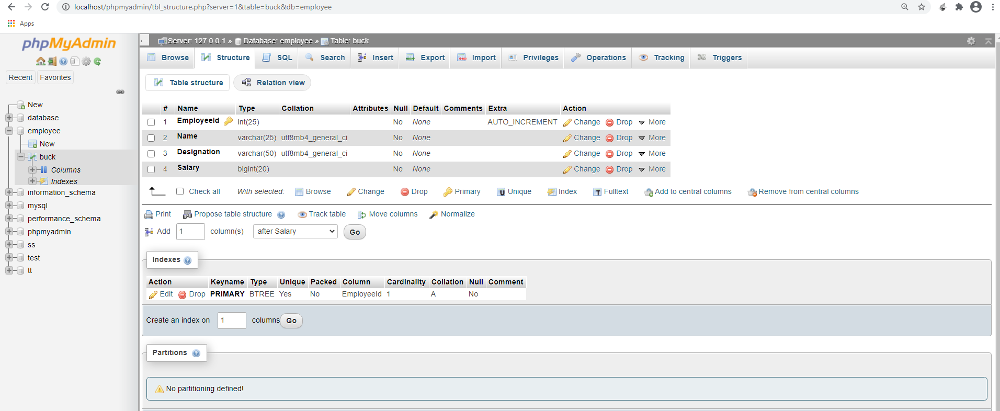 localhost/phpmyadmin/tbl_structure.php?server=1&table=buck&db=employee
Apps
phpMyAdmin
Recent Favorites
New
database
employee
New
buck
Columns
Indexes
information_schema
mysql
performance_schema
phpmyadmin
ss
test
tt
Server: 127.0.0.1 » Database: employee » Table: buck
Browse Structure SQL Search Insert Export Import Privileges Operations Tracking Triggers
Table structure Relation view
# Name Type Collation Attributes Null Default Comments Extra Action
1 EmployeeId int(25) No None AUTO_INCREMENT Change Drop More
2 Name varchar(25) utf8mb4_general_ci No None Change Drop More
3 Designation varchar(50) utf8mb4_general_ci No None Change Drop More
4 Salary bigint(20) No None Change Drop More
Check all With selected: Browse Change Drop Primary Unique Index Fulltext Add to central columns Remove from central columns
Print Propose table structure Track table Move columns Normalize
Add 1 column(s) after Salary Go
Indexes
Action Keyname Type Unique Packed Column Cardinality Collation Null Comment
Edit Drop PRIMARY BTREE Yes No EmployeeId 1 A No
Create an index on 1 columns Go
Partitions
No partitioning defined!